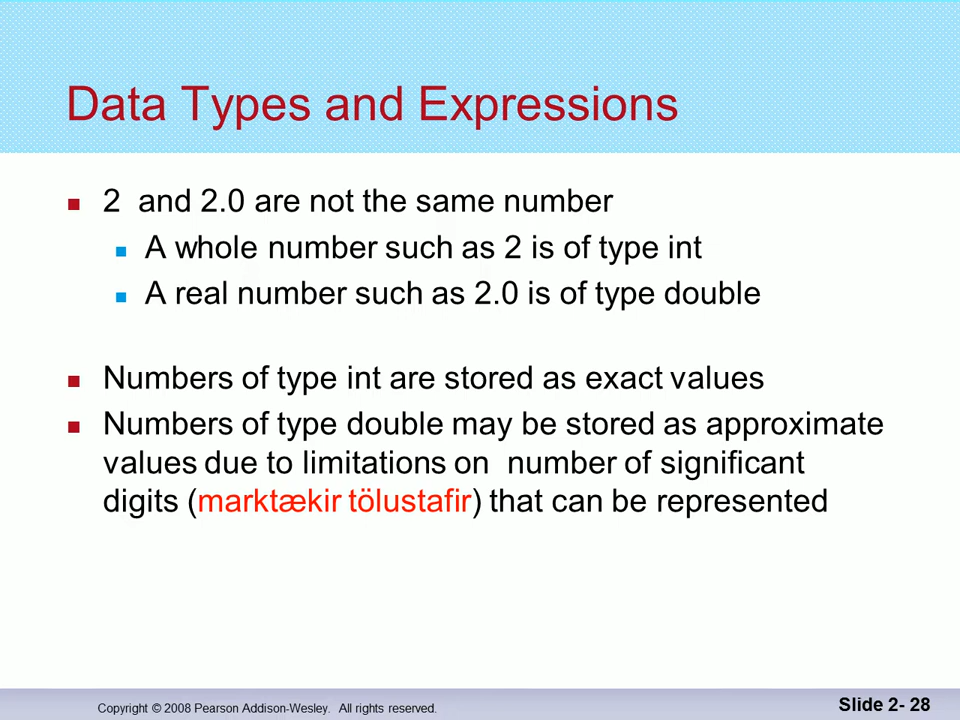 Data Types and Expressions
2 and 2.0 are not the same number
A whole number such as 2 is of type int
A real number such as 2.0 is of type double
Numbers of type int are stored as exact values
Numbers of type double may be stored as approximate
values due to limitations on number of significant
digits (marktækir tölustafir) that can be represented
Copyright © 2008 Pearson Addison-Wesley. All rights reserved.
Slide 2- 28